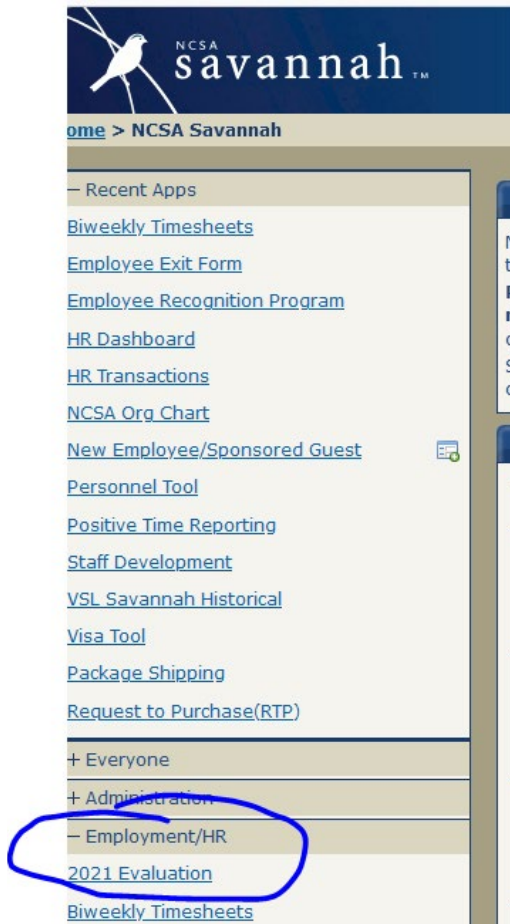 NCSA
savannah TM
ome > NCSA Savannah
− Recent Apps
Biweekly Timesheets
Employee Exit Form
Employee Recognition Program
HR Dashboard
HR Transactions
NCSA Org Chart
New Employee/Sponsored Guest
Personnel Tool
Positive Time Reporting
Staff Development
VSL Savannah Historical
Visa Tool
Package Shipping
Request to Purchase(RTP)
+ Everyone
+ Administration
− Employment/HR
2021 Evaluation
Biweekly Timesheets